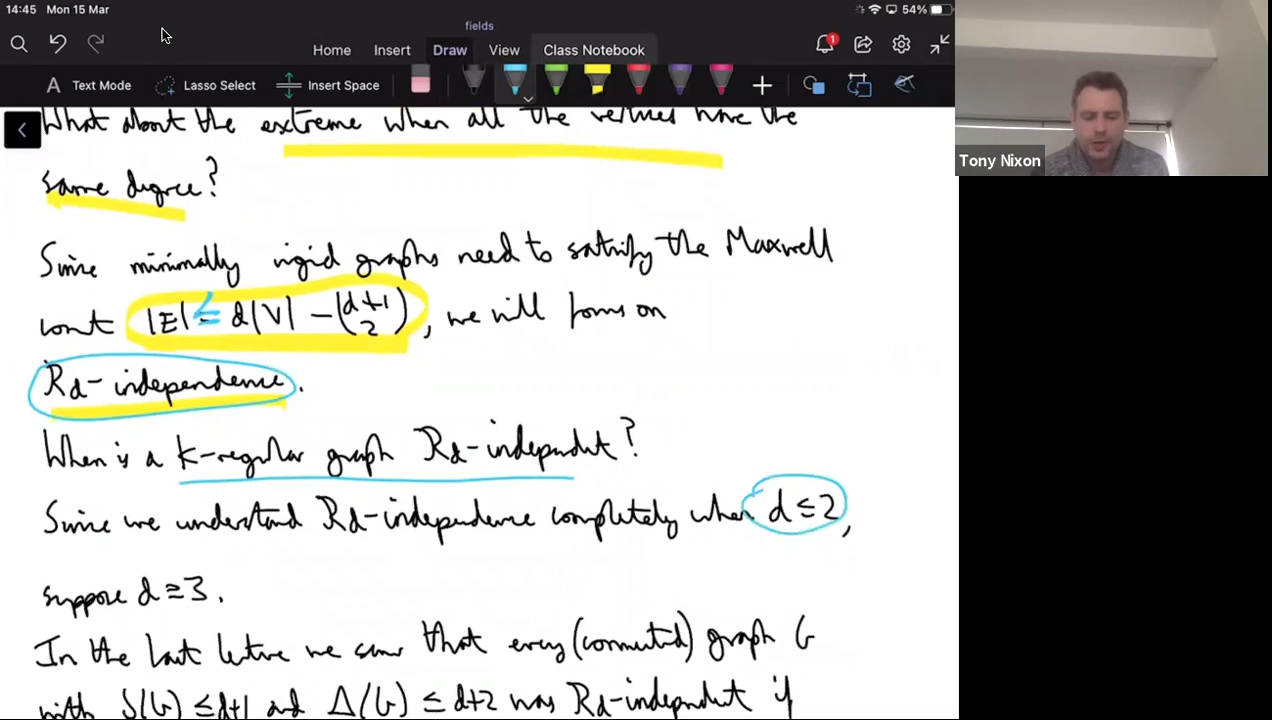 14:45 Mon 15 Mar
54%
fields
Home Insert Draw View Class Notebook
1
A Text Mode Lasso Select Insert Space
Tony Nixon
What about the extreme when all the vertices have the
same degree?
Since minimally rigid graphs need to satisfy the Maxwell
count |E| ≤ d|V| - (d+1 2), we will focus on
Rd-independence.
When is a k-regular graph Rd-independent?
Since we understand Rd-independence completely when d≤2,
suppose d≥3.
In the last lecture we saw that every (connected) graph G
with δ(G) ≤ d+1 and Δ(G) ≤ d+2 was Rd-independent if